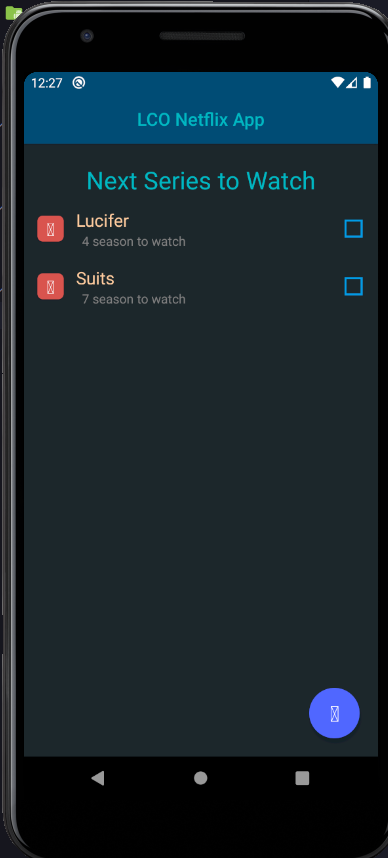 12:27
LCO Netflix App
Next Series to Watch
Lucifer
4 season to watch
Suits
7 season to watch